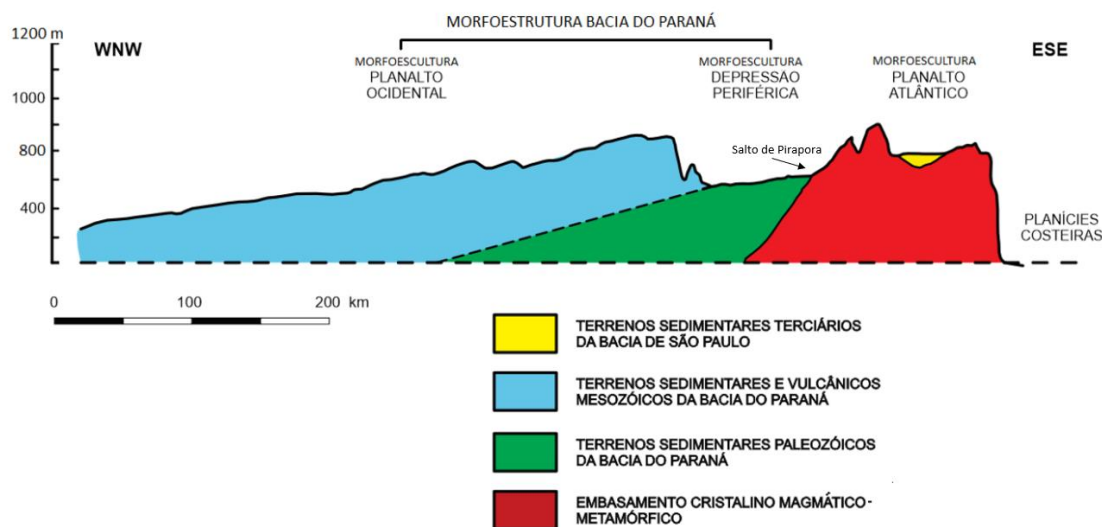 MORFOESTRUTURA BACIA DO PARANÁ
1200 m
WNW
ESE
MORFOESCULTURA
PLANALTO
OCIDENTAL
MORFOESCULTURA
DEPRESSÃO
PERIFÉRICA
MORFOESCULTURA
PLANALTO
ATLÂNTICO
1000
800
400
Salto de Pirapora
PLANÍCIES
COSTEIRAS
0 100 200 km
TERRENOS SEDIMENTARES TERCIÁRIOS
DA BACIA DE SÃO PAULO
TERRENOS SEDIMENTARES E VULCÂNICOS
MESOZÓICOS DA BACIA DO PARANÁ
TERRENOS SEDIMENTARES PALEOZÓICOS
DA BACIA DO PARANÁ
EMBASAMENTO CRISTALINO MAGMÁTICO-
METAMÓRFICO